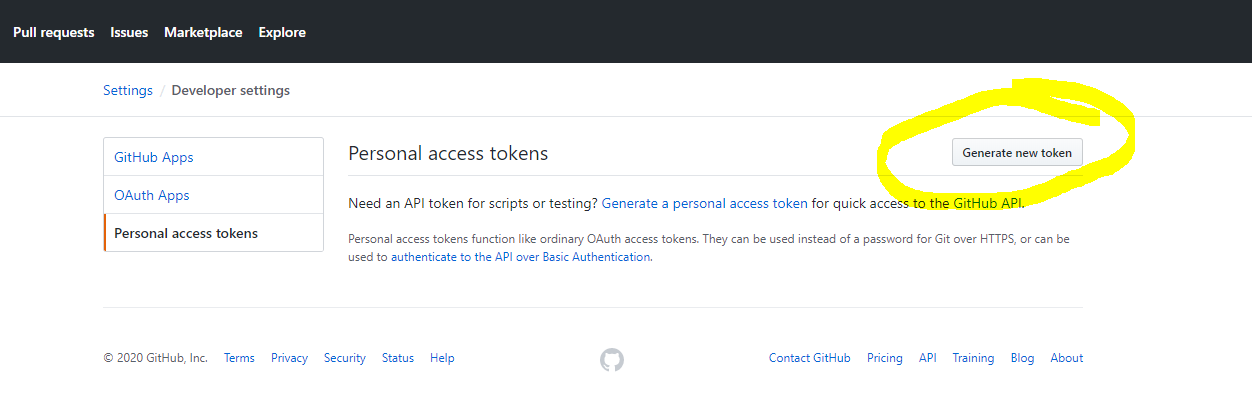 Pull requests Issues Marketplace Explore
Settings / Developer settings
GitHub Apps
OAuth Apps
Personal access tokens
Personal access tokens
Generate new token
Need an API token for scripts or testing? Generate a personal access token for quick access to the GitHub API.
Personal access tokens function like ordinary OAuth access tokens. They can be used instead of a password for Git over HTTPS, or can be
used to authenticate to the API over Basic Authentication.
© 2020 GitHub, Inc. Terms Privacy Security Status Help
Contact GitHub Pricing API Training Blog About